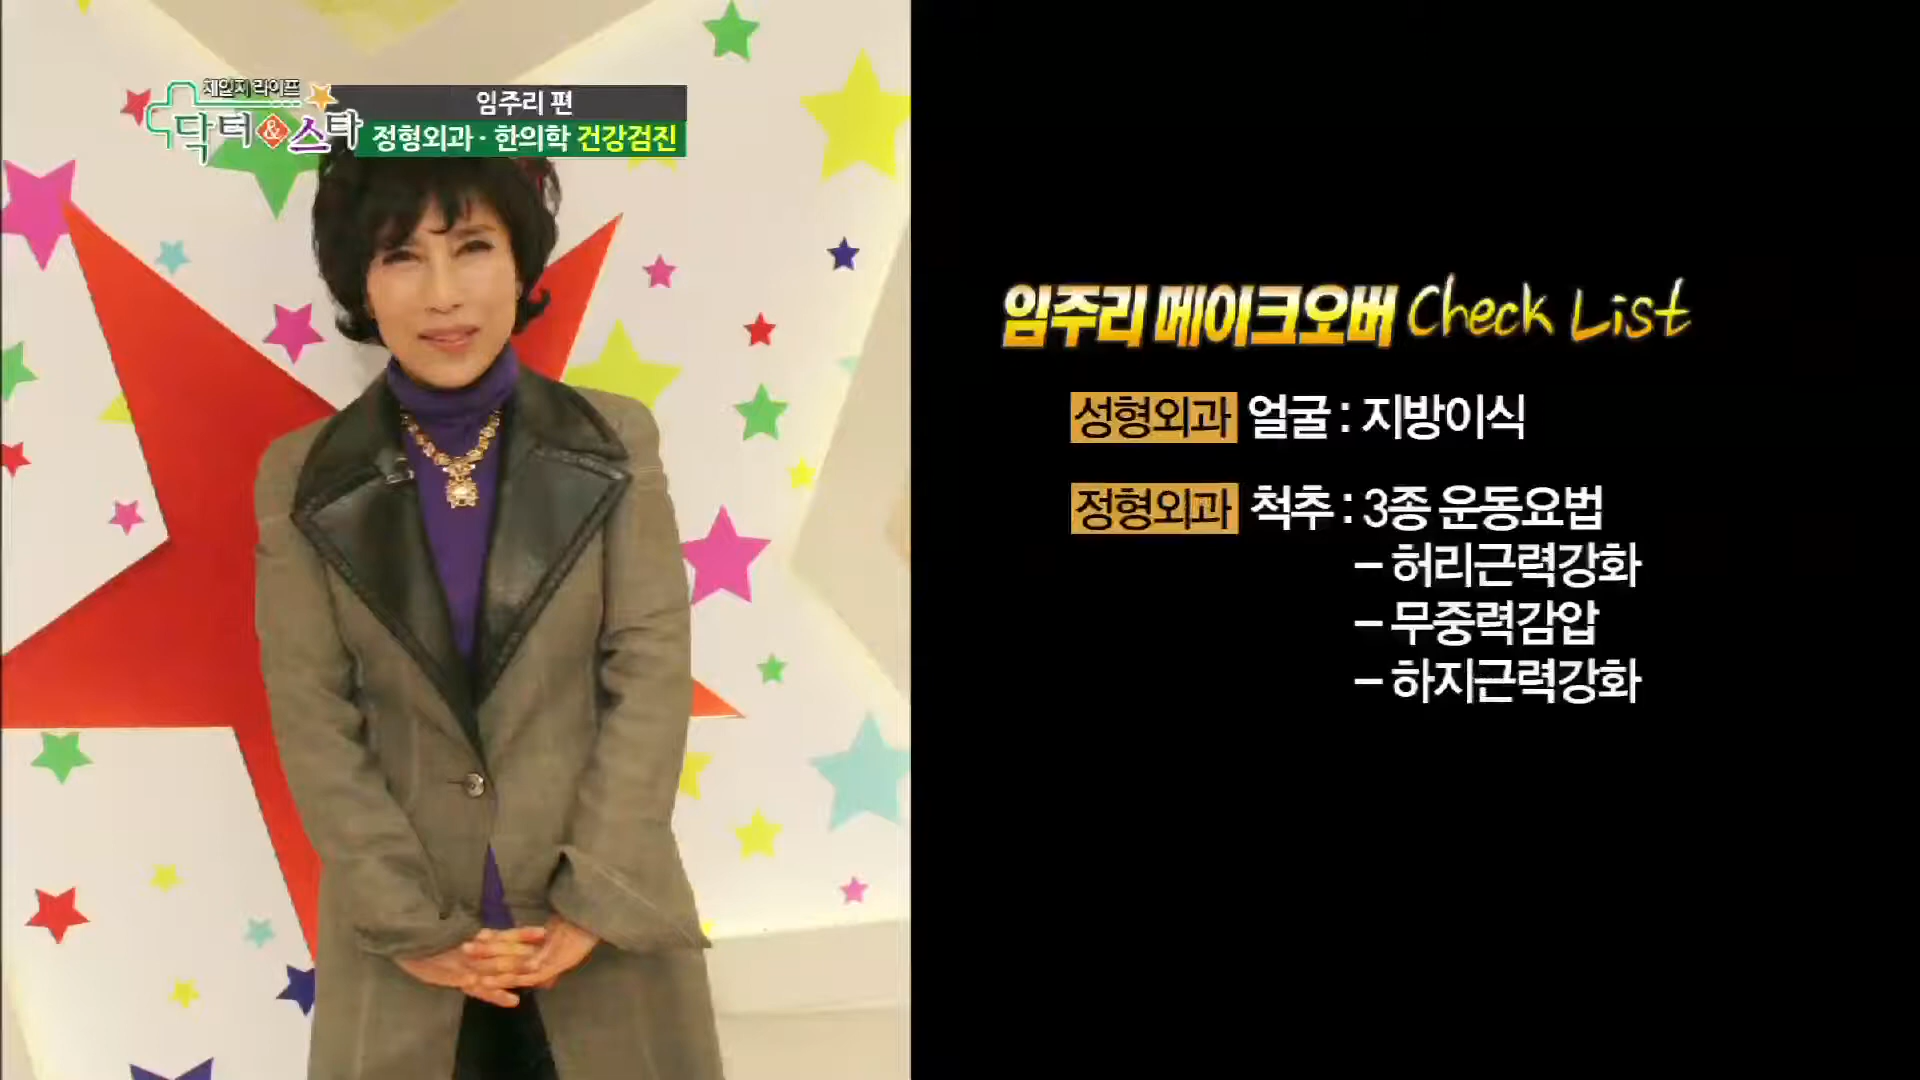 체인지 라이프
닥터&스타
임주리 편
정형외과·한의학 건강검진
임주리 메이크오버 Check List
성형외과 얼굴 : 지방이식
정형외과 척추 : 3종 운동요법
– 허리근력강화
– 무중력감압
– 하지근력강화